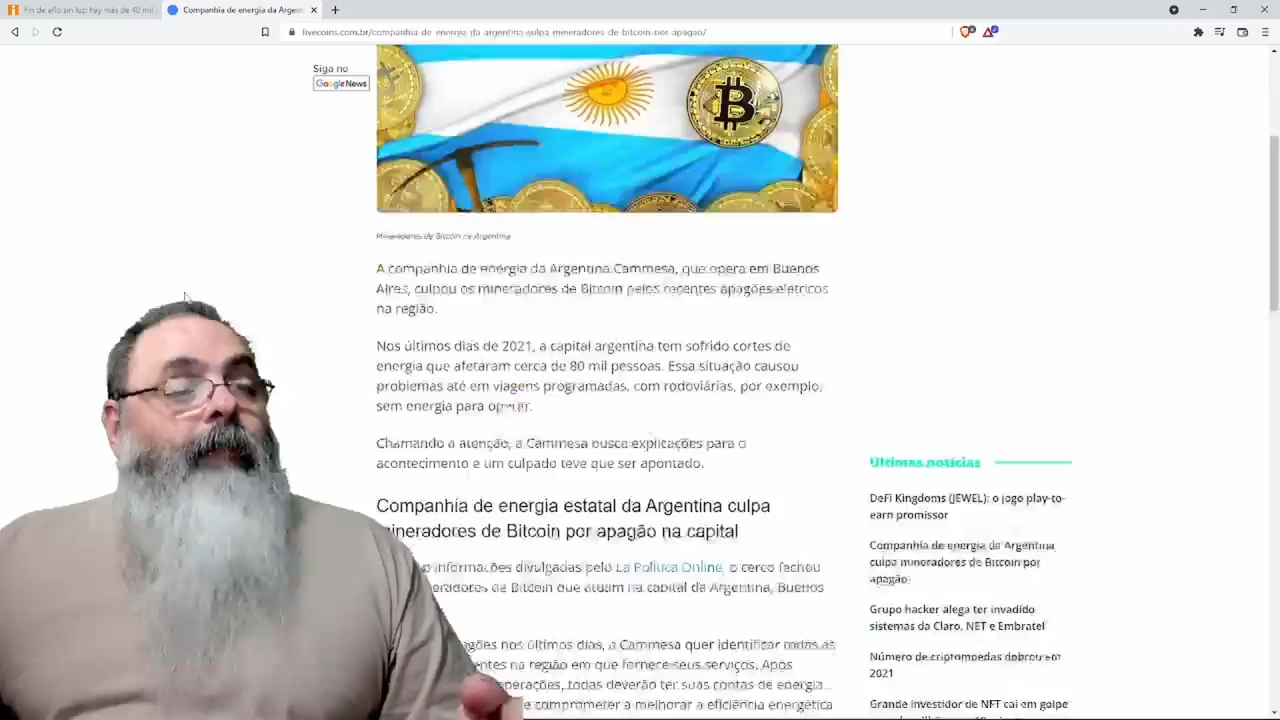 Fin de año sin luz: hay más de 40 mil
Companhia de energia da Argent
livecoins.com.br/companhia-de-energia-da-argentina-culpa-mineradores-de-bitcoin-por-apagao/
Siga no
Google News
Mineradores de Bitcoin na Argentina
A companhia de energia da Argentina Cammesa, que opera em Buenos
Aires, culpou os mineradores de Bitcoin pelos recentes apagões elétricos
na região.
Nos últimos dias de 2021, a capital argentina tem sofrido cortes de
energia que afetaram cerca de 80 mil pessoas. Essa situação causou
problemas até em viagens programadas, com rodoviárias, por exemplo,
sem energia para operar.
Chamando a atenção, a Cammesa busca explicações para o
acontecimento e um culpado teve que ser apontado.
Companhia de energia estatal da Argentina culpa
mineradores de Bitcoin por apagão na capital
informações divulgadas pelo La Política Online, o cerco fechou
de Bitcoin que atuam na capital da Argentina, Buenos
nos últimos dias, a Cammesa quer identificar todas as
na região em que fornece seus serviços. Após
operações, todas deverão ter suas contas de energia
e comprometer a melhorar a eficiência energética
Últimas notícias
DeFi Kingdoms (JEWEL): o jogo play-to-
earn promissor
Companhia de energia da Argentina
culpa mineradores de Bitcoin por
apagão
Grupo hacker alega ter invadido
sistemas da Claro, NET e Embratel
Número de criptomoedas dobrou em
2021
Grande investidor de NFT cai em golpe